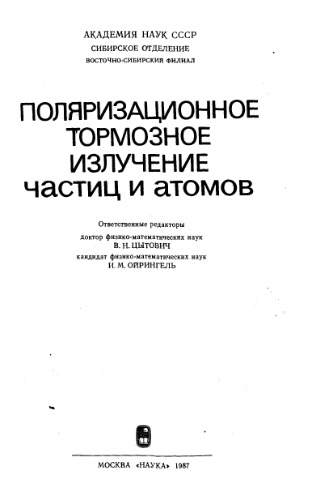 АКАДЕМИЯ НАУК СССР
СИБИРСКОЕ ОТДЕЛЕНИЕ
ВОСТОЧНО-СИБИРСКИЙ ФИЛИАЛ
ПОЛЯРИЗАЦИОННОЕ
ТОРМОЗНОЕ
ИЗЛУЧЕНИЕ
ЧАСТИЦ И АТОМОВ
Ответственные редакторы
доктор физико-математических наук
В. Н. ЦЫТОВИЧ
кандидат физико-математических наук
И. М. ОЙРИНГЕЛЬ
МОСКВА «НАУКА» 1987